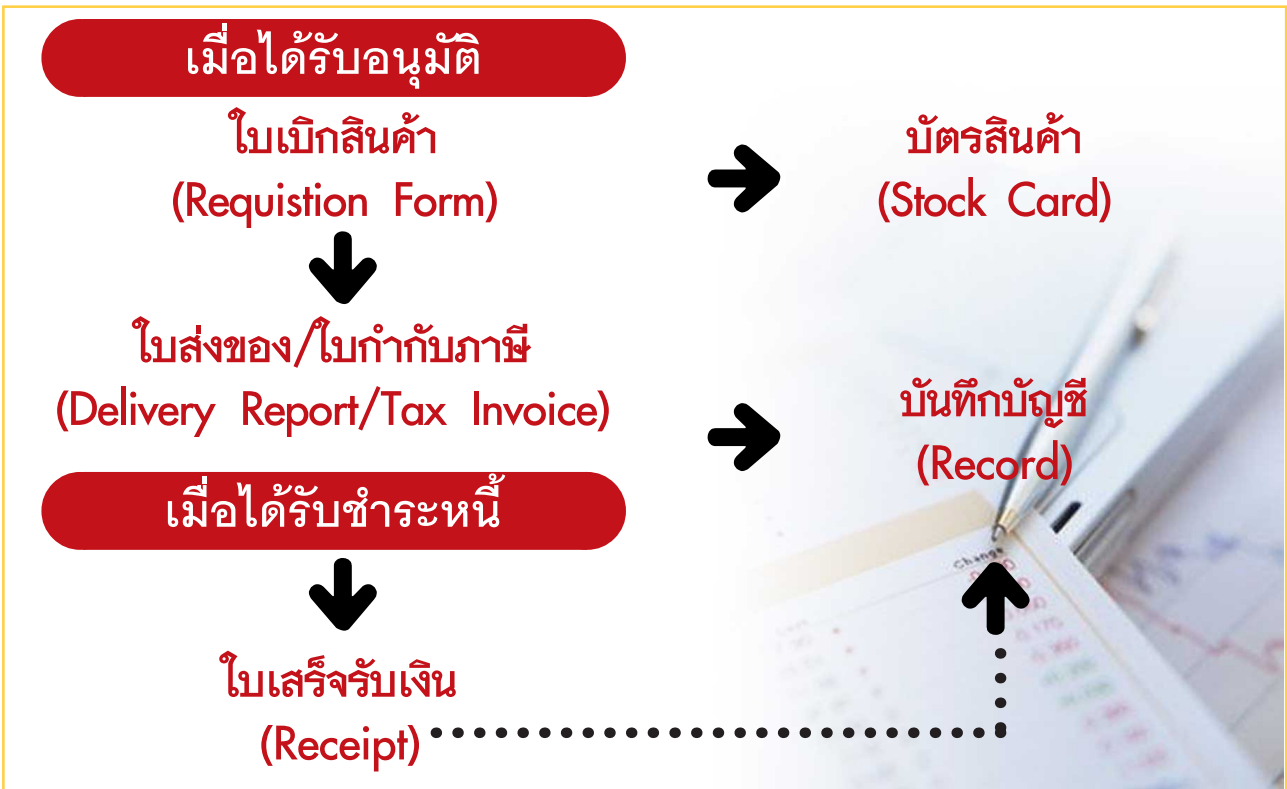 เมื่อได้รับอนุมัติ
ใบเบิกสินค้า
(Requistion Form)
บัตรสินค้า
(Stock Card)
ใบส่งของ/ใบกำกับภาษี
(Delivery Report/Tax Invoice)
บันทึกบัญชี
(Record)
เมื่อได้รับชำระหนี้
ใบเสร็จรับเงิน
(Receipt)
Change